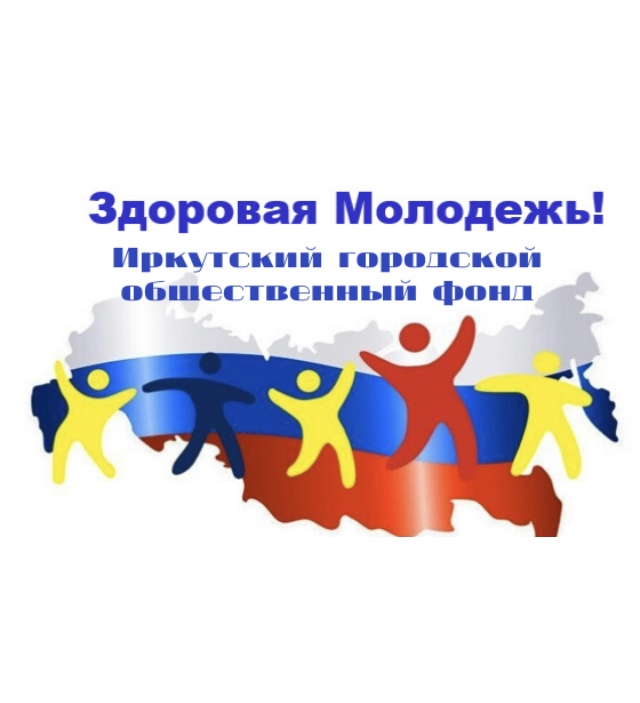 Здоровая Молодежь!
Иркутский городской
общественный фонд